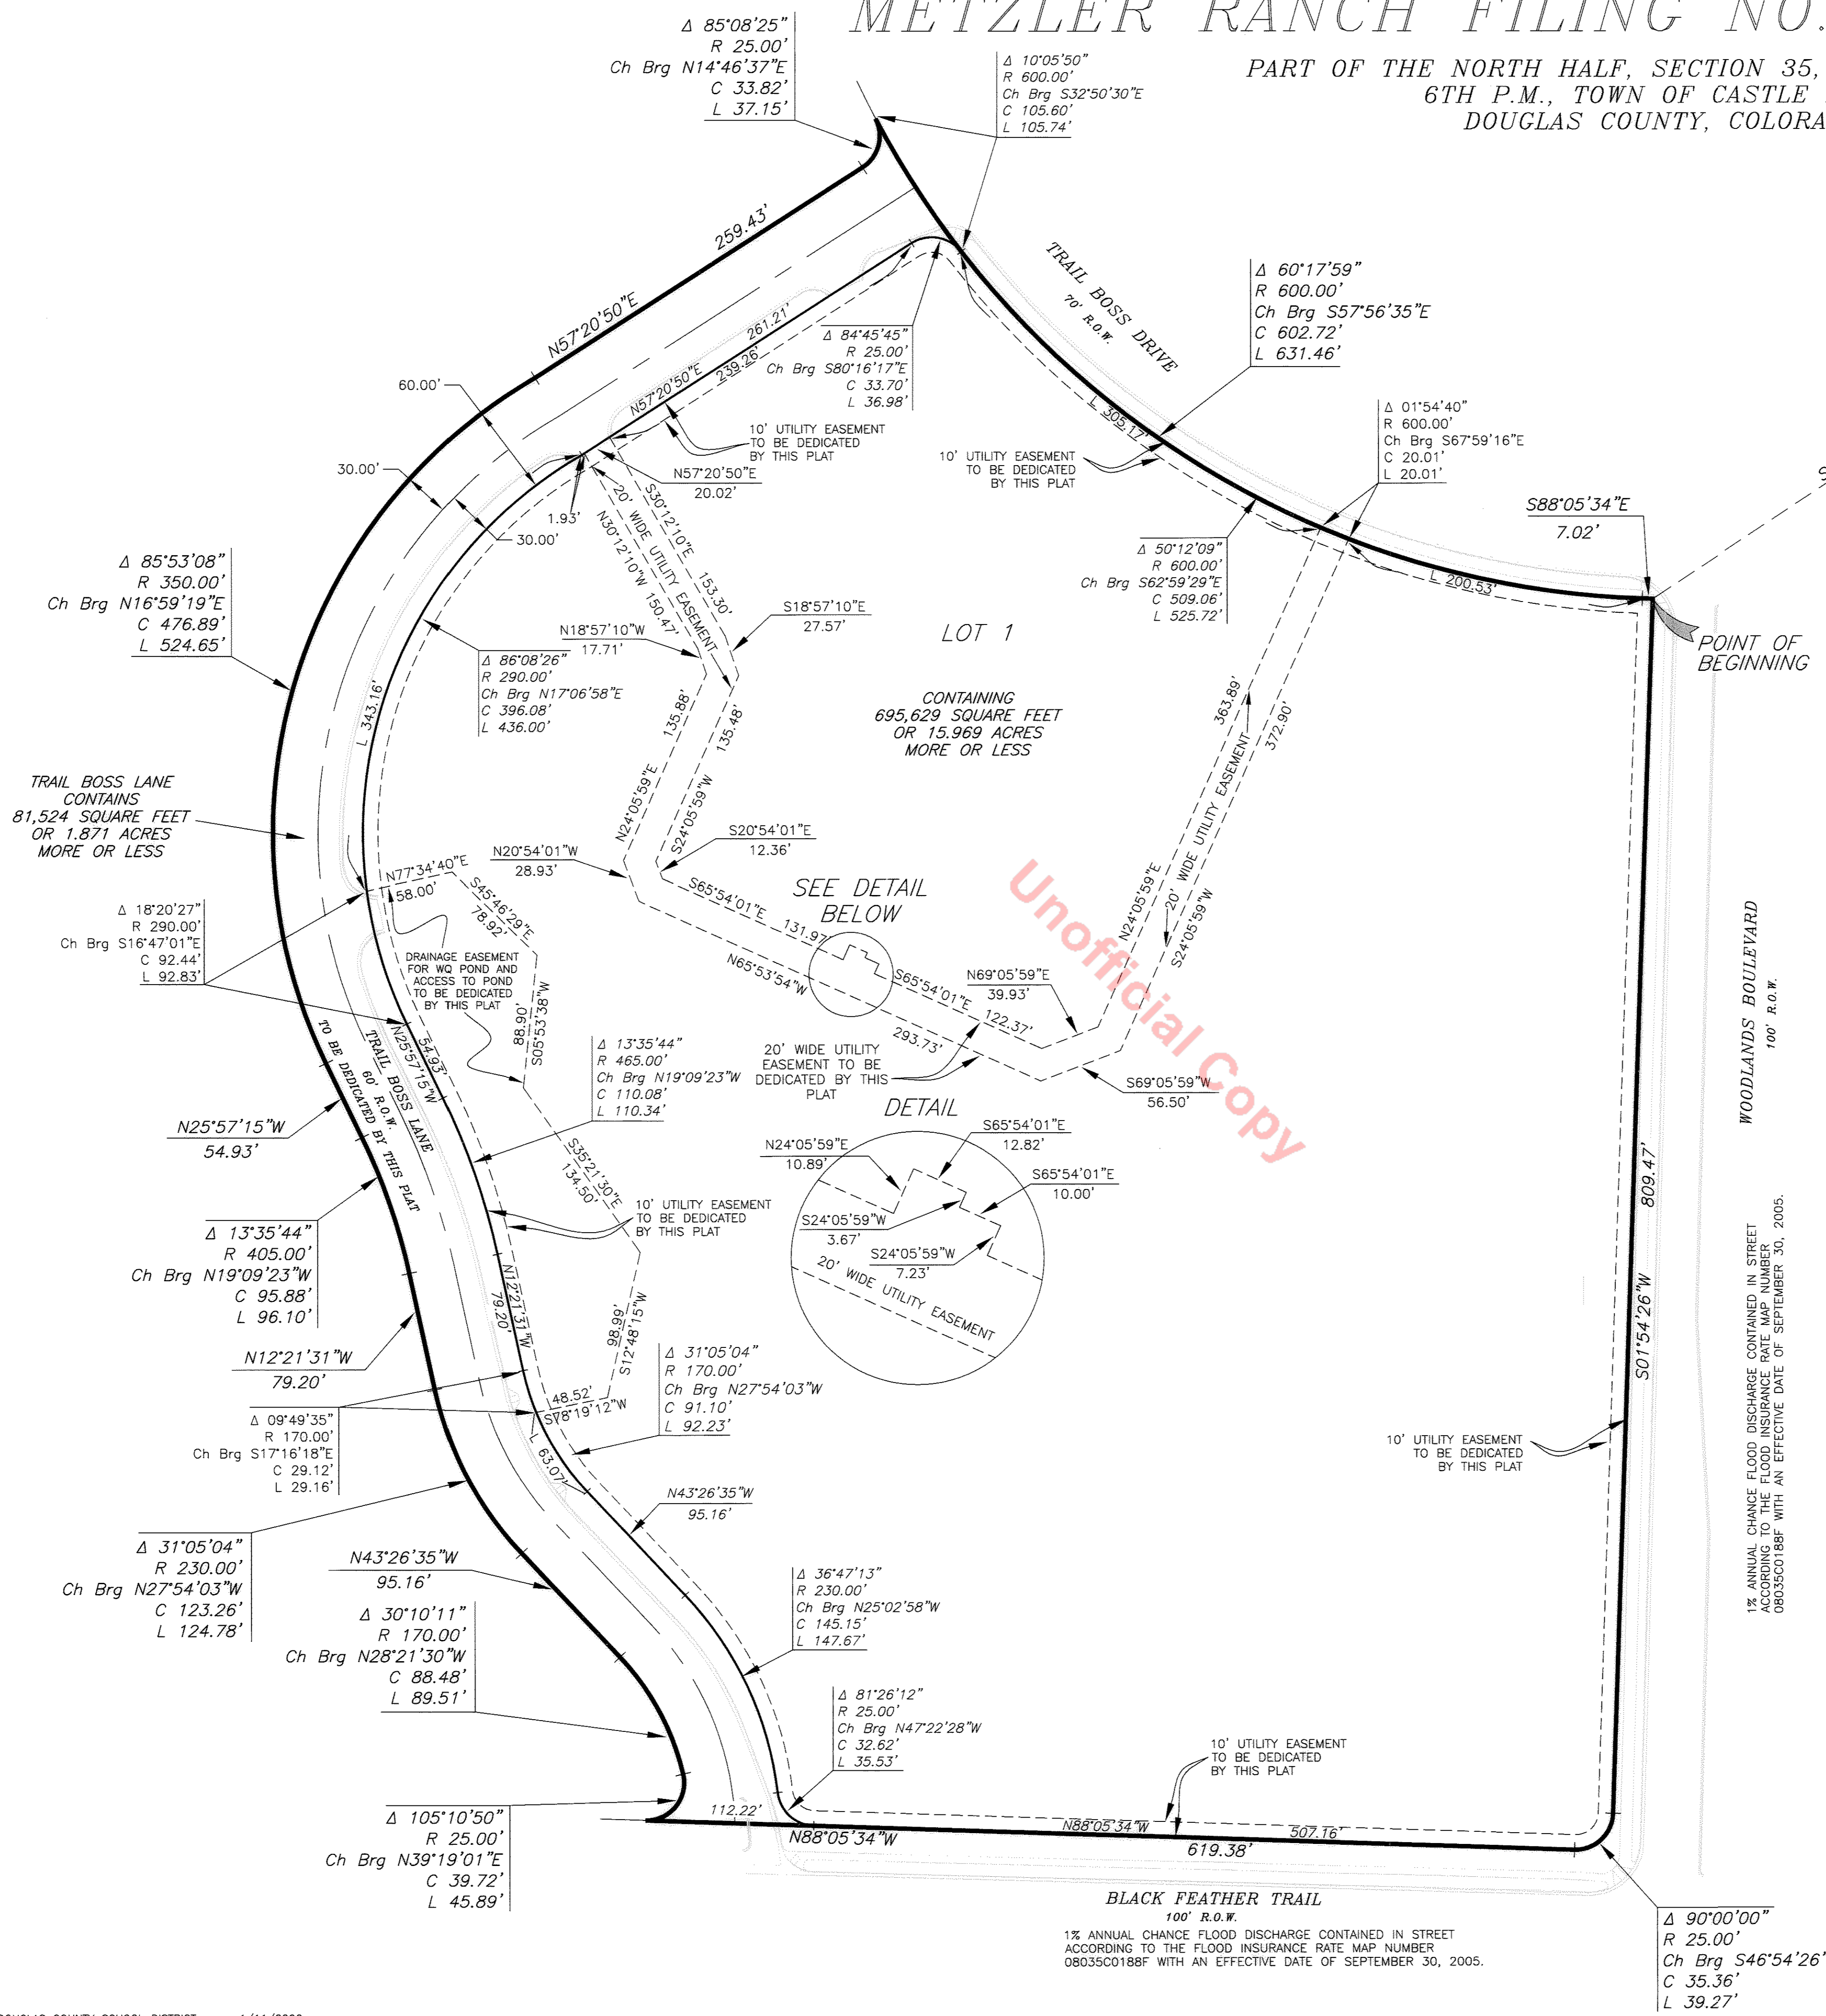 METZLER RANCH FILING NO.
PART OF THE NORTH HALF, SECTION 35,
6TH P.M., TOWN OF CASTLE
DOUGLAS COUNTY, COLORA
Δ 85°08'25"
R 25.00'
Ch Brg N14°46'37"E
C 33.82'
L 37.15'
Δ 10°05'50"
R 600.00'
Ch Brg S32°50'30"E
C 105.60'
L 105.74'
259.43'
N57°20'50"E
TRAIL BOSS DRIVE
70' R.O.W.
Δ 60°17'59"
R 600.00'
Ch Brg S57°56'35"E
C 602.72'
L 631.46'
261.21'
239.26'
N57°20'50"E
Δ 84°45'45"
R 25.00'
Ch Brg S80°16'17"E
C 33.70'
L 36.98'
60.00'
30.00'
10' UTILITY EASEMENT
TO BE DEDICATED
BY THIS PLAT
N57°20'50"E
20.02'
1.93'
30.00'
L 305.17'
10' UTILITY EASEMENT
TO BE DEDICATED
BY THIS PLAT
Δ 01°54'40"
R 600.00'
Ch Brg S67°59'16"E
C 20.01'
L 20.01'
S88°05'34"E
7.02'
Δ 50°12'09"
R 600.00'
Ch Brg S62°59'29"E
C 509.06'
L 525.72'
L 200.53'
POINT OF
BEGINNING
Δ 85°53'08"
R 350.00'
Ch Brg N16°59'19"E
C 476.89'
L 524.65'
S30°12'10"E 153.30'
20' WIDE UTILITY EASEMENT
N30°12'10"W 150.47'
N18°57'10"W
17.71'
S18°57'10"E
27.57'
LOT 1
CONTAINING
695,629 SQUARE FEET
OR 15.969 ACRES
MORE OR LESS
Δ 86°08'26"
R 290.00'
Ch Brg N17°06'58"E
C 396.08'
L 436.00'
L 343.16'
135.88'
135.48'
N24°05'59"E
S24°05'59"W
363.89'
372.90'
20' WIDE UTILITY EASEMENT
N24°05'59"E
S24°05'59"W
TRAIL BOSS LANE
CONTAINS
81,524 SQUARE FEET
OR 1.871 ACRES
MORE OR LESS
N20°54'01"W
28.93'
S20°54'01"E
12.36'
S65°54'01"E 131.97'
SEE DETAIL
BELOW
N77°34'40"E
58.00'
S45°46'29"E
78.92'
Δ 18°20'27"
R 290.00'
Ch Brg S16°47'01"E
C 92.44'
L 92.83'
DRAINAGE EASEMENT
FOR WQ POND AND
ACCESS TO POND
TO BE DEDICATED
BY THIS PLAT
88.90'
S05°53'38"W
N65°53'54"W 293.73'
S65°54'01"E 122.37'
N69°05'59"E
39.93'
S69°05'59"W
56.50'
20' WIDE UTILITY
EASEMENT TO BE
DEDICATED BY THIS
PLAT
Unofficial Copy
54.93'
N25°57'15"W
TRAIL BOSS LANE
60' R.O.W.
TO BE DEDICATED BY THIS PLAT
Δ 13°35'44"
R 465.00'
Ch Brg N19°09'23"W
C 110.08'
L 110.34'
N25°57'15"W
54.93'
S35°21'30"E
134.50'
10' UTILITY EASEMENT
TO BE DEDICATED
BY THIS PLAT
DETAIL
N24°05'59"E
10.89'
S65°54'01"E
12.82'
S65°54'01"E
10.00'
S24°05'59"W
3.67'
S24°05'59"W
7.23'
20' WIDE UTILITY EASEMENT
WOODLANDS BOULEVARD
100' R.O.W.
S01°54'26"W 809.47'
1% ANNUAL CHANCE FLOOD DISCHARGE CONTAINED IN STREET
ACCORDING TO THE FLOOD INSURANCE RATE MAP NUMBER
08035C0188F WITH AN EFFECTIVE DATE OF SEPTEMBER 30, 2005.
Δ 13°35'44"
R 405.00'
Ch Brg N19°09'23"W
C 95.88'
L 96.10'
N12°21'31"W
79.20'
98.99'
S12°48'15"W
N12°21'31"W
79.20'
Δ 31°05'04"
R 170.00'
Ch Brg N27°54'03"W
C 91.10'
L 92.23'
48.52'
S78°19'12"W
Δ 09°49'35"
R 170.00'
Ch Brg S17°16'18"E
C 29.12'
L 29.16'
L 63.07'
10' UTILITY EASEMENT
TO BE DEDICATED
BY THIS PLAT
N43°26'35"W
95.16'
Δ 31°05'04"
R 230.00'
Ch Brg N27°54'03"W
C 123.26'
L 124.78'
N43°26'35"W
95.16'
Δ 36°47'13"
R 230.00'
Ch Brg N25°02'58"W
C 145.15'
L 147.67'
Δ 30°10'11"
R 170.00'
Ch Brg N28°21'30"W
C 88.48'
L 89.51'
Δ 81°26'12"
R 25.00'
Ch Brg N47°22'28"W
C 32.62'
L 35.53'
10' UTILITY EASEMENT
TO BE DEDICATED
BY THIS PLAT
Δ 105°10'50"
R 25.00'
Ch Brg N39°19'01"E
C 39.72'
L 45.89'
112.22'
N88°05'34"W
N88°05'34"W 507.16'
619.38'
BLACK FEATHER TRAIL
100' R.O.W.
1% ANNUAL CHANCE FLOOD DISCHARGE CONTAINED IN STREET
ACCORDING TO THE FLOOD INSURANCE RATE MAP NUMBER
08035C0188F WITH AN EFFECTIVE DATE OF SEPTEMBER 30, 2005.
Δ 90°00'00"
R 25.00'
Ch Brg S46°54'26"
C 35.36'
L 39.27'